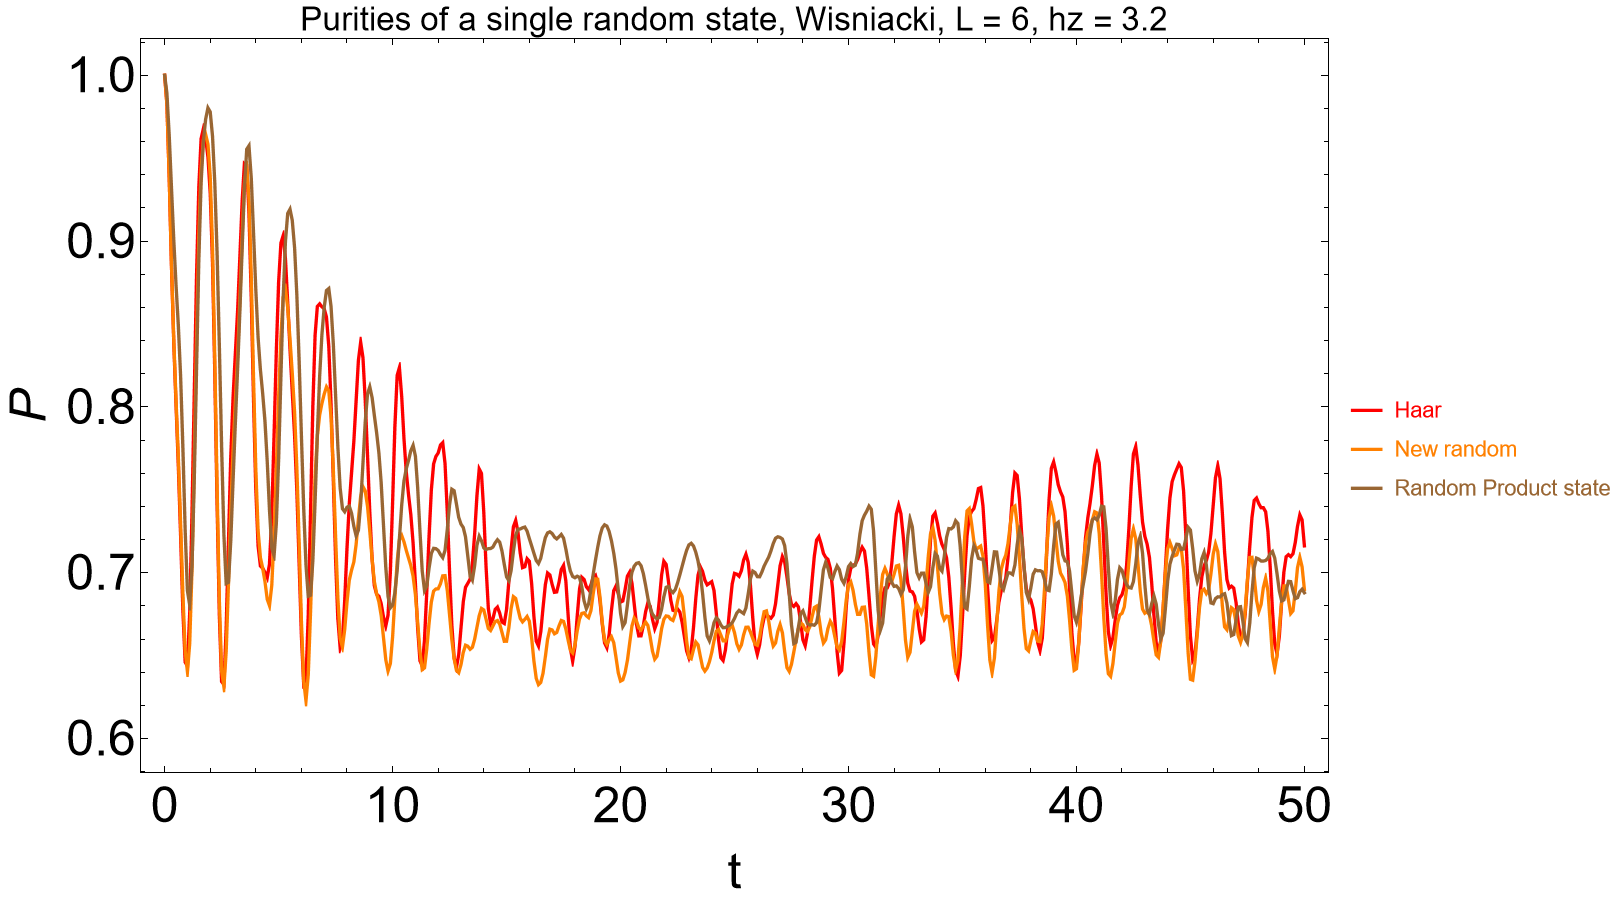 Purities of a single random state, Wisniacki, L = 6, hz = 3.2
1.0
0.9
0.8
0.7
0.6
P
0 10 20 30 40 50
t
Haar
New random
Random Product state